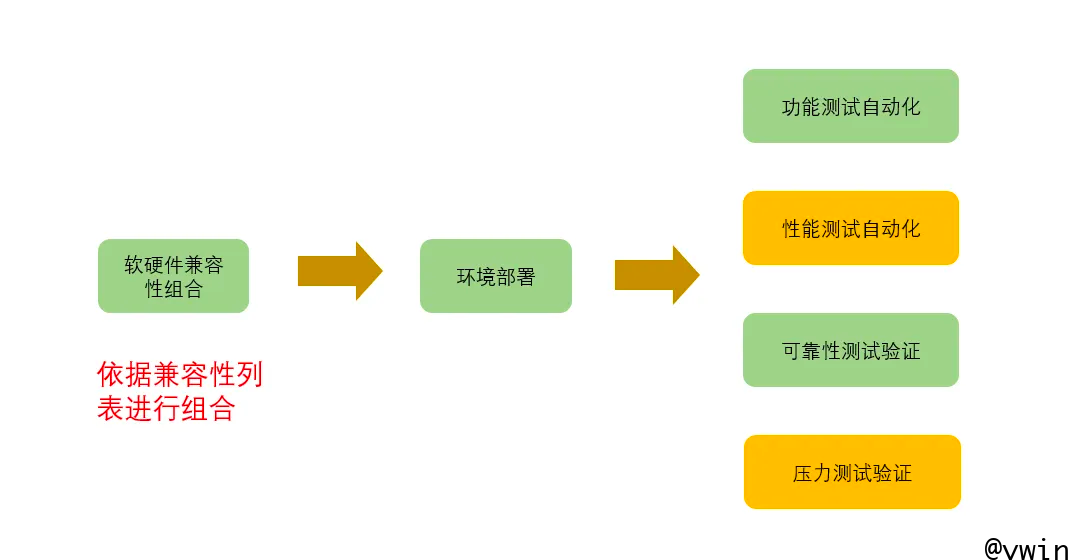 功能测试自动化
性能测试自动化
软硬件兼容
性组合
环境部署
可靠性测试验证
依据兼容性列
表进行组合
压力测试验证
@vwin